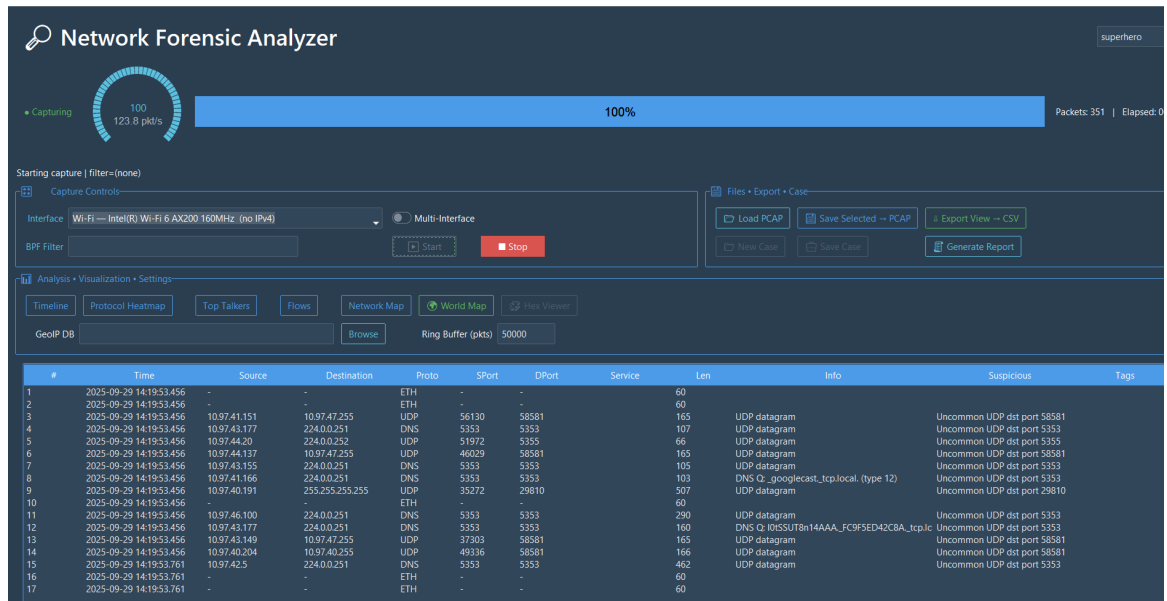 Network Forensic Analyzer
superhero
• Capturing
100
123.8 pkt/s
100%
Packets: 351 | Elapsed: 0
Starting capture | filter=(none)
Capture Controls
Interface Wi-Fi — Intel(R) Wi-Fi 6 AX200 160MHz (no IPv4) Multi-Interface
BPF Filter Start Stop
Files • Export • Case
Load PCAP Save Selected → PCAP ↓ Export View → CSV
New Case Save Case Generate Report
Analysis • Visualization • Settings
Timeline Protocol Heatmap Top Talkers Flows Network Map World Map Hex Viewer
GeoIP DB Browse Ring Buffer (pkts) 50000
# Time Source Destination Proto SPort DPort Service Len Info Suspicious Tags
1 2025-09-29 14:19:53.456 - - ETH - - 60
2 2025-09-29 14:19:53.456 - - ETH - - 60
3 2025-09-29 14:19:53.456 10.97.41.151 10.97.47.255 UDP 56130 58581 165 UDP datagram Uncommon UDP dst port 58581
4 2025-09-29 14:19:53.456 10.97.43.177 224.0.0.251 DNS 5353 5353 107 UDP datagram Uncommon UDP dst port 5353
5 2025-09-29 14:19:53.456 10.97.44.20 224.0.0.252 UDP 51972 5355 66 UDP datagram Uncommon UDP dst port 5355
6 2025-09-29 14:19:53.456 10.97.44.137 10.97.47.255 UDP 46029 58581 165 UDP datagram Uncommon UDP dst port 58581
7 2025-09-29 14:19:53.456 10.97.43.155 224.0.0.251 DNS 5353 5353 105 UDP datagram Uncommon UDP dst port 5353
8 2025-09-29 14:19:53.456 10.97.41.166 224.0.0.251 DNS 5353 5353 103 DNS Q: _googlecast._tcp.local. (type 12) Uncommon UDP dst port 5353
9 2025-09-29 14:19:53.456 10.97.40.191 255.255.255.255 UDP 35272 29810 507 UDP datagram Uncommon UDP dst port 29810
10 2025-09-29 14:19:53.456 - - ETH - - 60
11 2025-09-29 14:19:53.456 10.97.46.100 224.0.0.251 DNS 5353 5353 290 UDP datagram Uncommon UDP dst port 5353
12 2025-09-29 14:19:53.456 10.97.43.177 224.0.0.251 DNS 5353 5353 160 DNS Q: I0tSSUT8n14AAA._FC9F5ED42C8A._tcp.lc Uncommon UDP dst port 5353
13 2025-09-29 14:19:53.456 10.97.43.149 10.97.47.255 UDP 37303 58581 165 UDP datagram Uncommon UDP dst port 58581
14 2025-09-29 14:19:53.456 10.97.40.204 10.97.47.255 UDP 49336 58581 166 UDP datagram Uncommon UDP dst port 58581
15 2025-09-29 14:19:53.761 10.97.42.5 224.0.0.251 DNS 5353 5353 462 UDP datagram Uncommon UDP dst port 5353
16 2025-09-29 14:19:53.761 - - ETH - - 60
17 2025-09-29 14:19:53.761 - - ETH - - 60